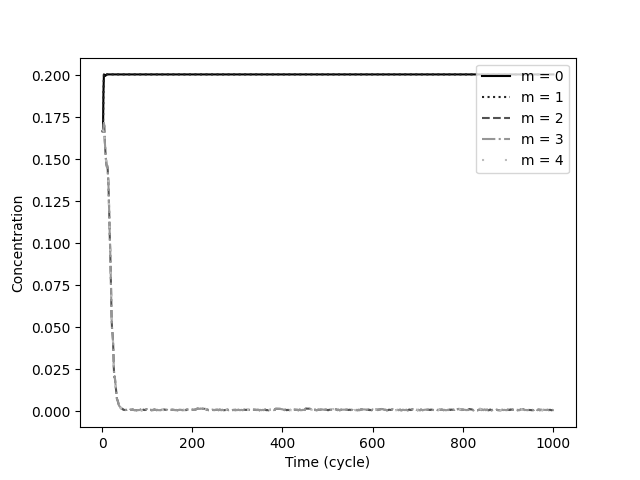 0.200
0.175
0.150
0.125
0.100
0.075
0.050
0.025
0.000
Concentration
0
200
400
600
800
1000
Time (cycle)
m = 0
m = 1
m = 2
m = 3
m = 4